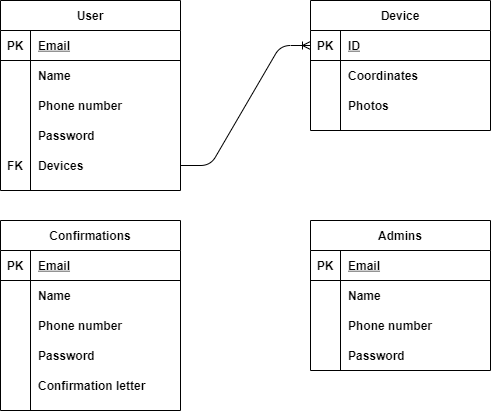 User
PK Email
Name
Phone number
Password
FK Devices
Device
PK ID
Coordinates
Photos
Confirmations
PK Email
Name
Phone number
Password
Confirmation letter
Admins
PK Email
Name
Phone number
Password